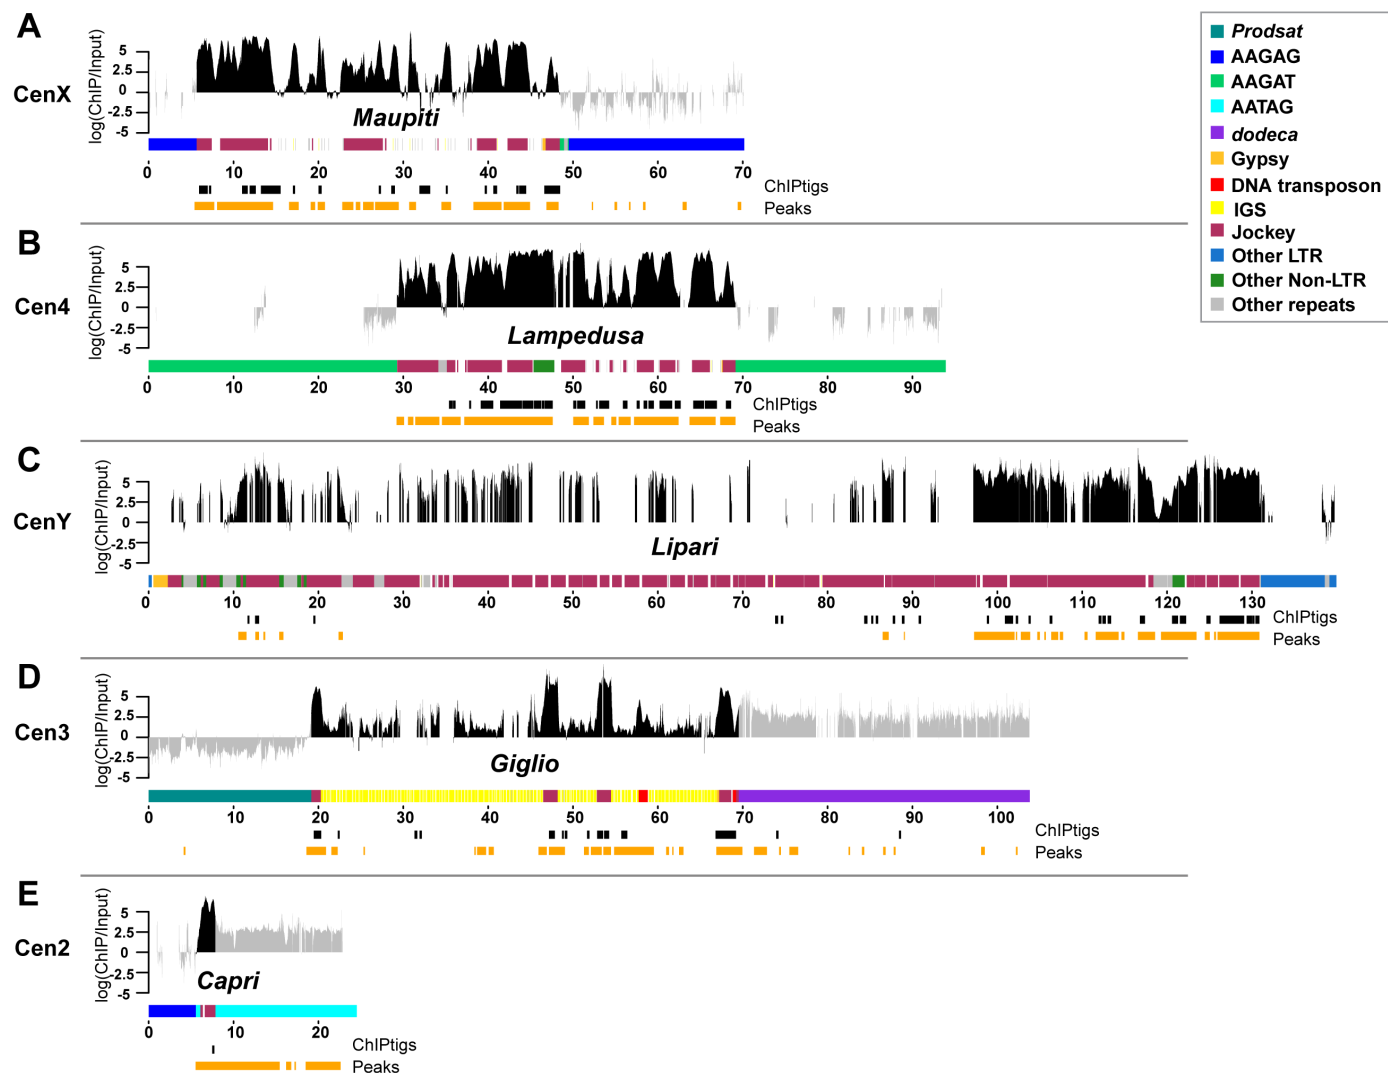 A
CenX
log(ChIP/Input)
5
2.5
0
-2.5
-5
Maupiti
0 10 20 30 40 50 60 70
ChIPtigs
Peaks
B
Cen4
log(ChIP/Input)
5
2.5
0
-2.5
-5
Lampedusa
0 10 20 30 40 50 60 70 80 90
ChIPtigs
Peaks
C
CenY
log(ChIP/Input)
5
2.5
0
-2.5
-5
Lipari
0 10 20 30 40 50 60 70 80 90 100 110 120 130
ChIPtigs
Peaks
D
Cen3
log(ChIP/Input)
5
2.5
0
-2.5
-5
Giglio
0 10 20 30 40 50 60 70 80 90 100
ChIPtigs
Peaks
E
Cen2
log(ChIP/Input)
5
2.5
0
-2.5
-5
Capri
0 10 20
ChIPtigs
Peaks
Prodsat
AAGAG
AAGAT
AATAG
dodeca
Gypsy
DNA transposon
IGS
Jockey
Other LTR
Other Non-LTR
Other repeats